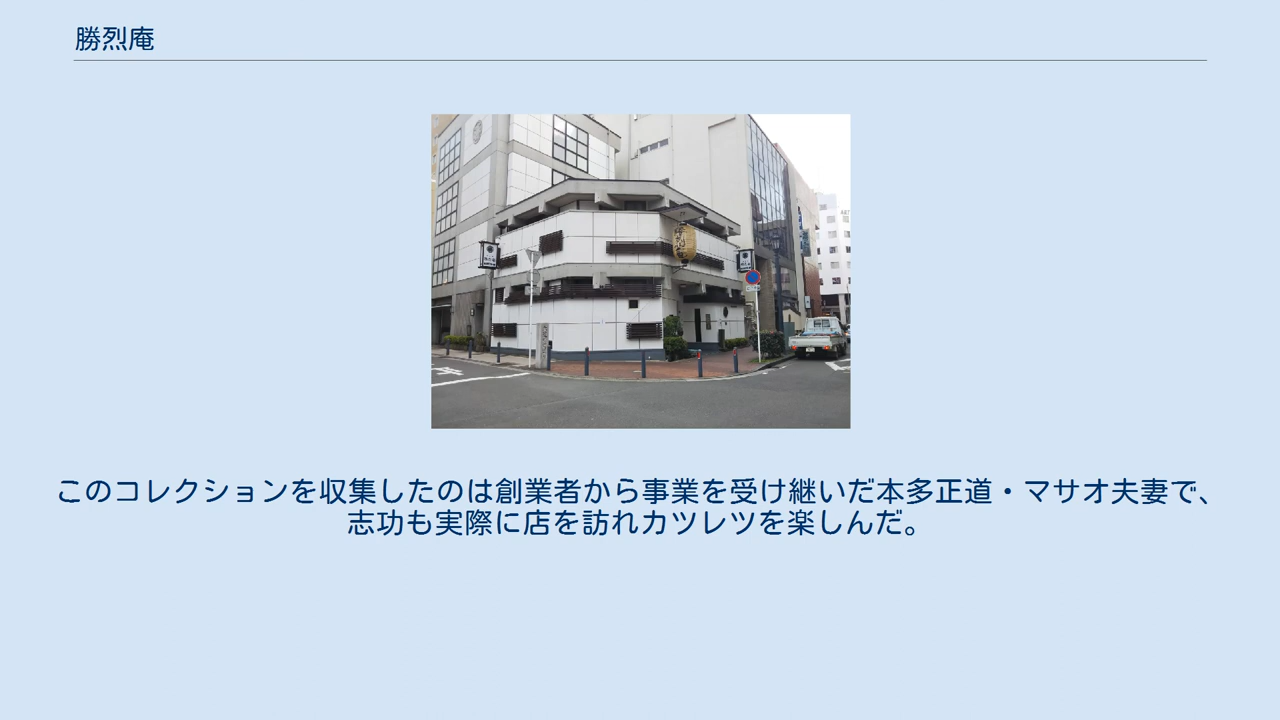 勝烈庵
このコレクションを収集したのは創業者から事業を受け継いだ本多正道・マサオ夫妻で、
志功も実際に店を訪れカツレツを楽しんだ。